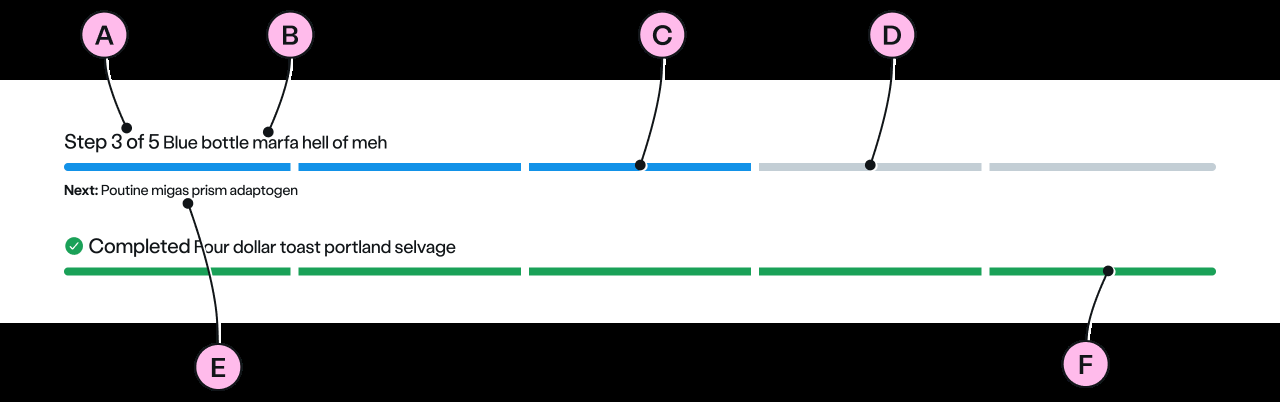 A B C D
Step 3 of 5 Blue bottle marfa hell of meh
Next: Poutine migas prism adaptogen
Completed Four dollar toast portland selvage
E F